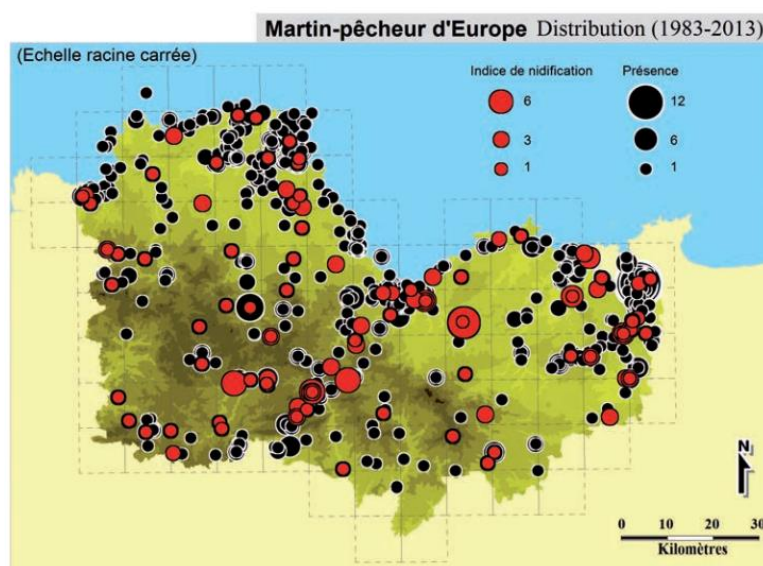 Martin-pêcheur d'Europe Distribution (1983-2013)
(Echelle racine carrée)
Indice de nidification
6
3
1
Présence
12
6
1
N
0 10 20 30
Kilomètres